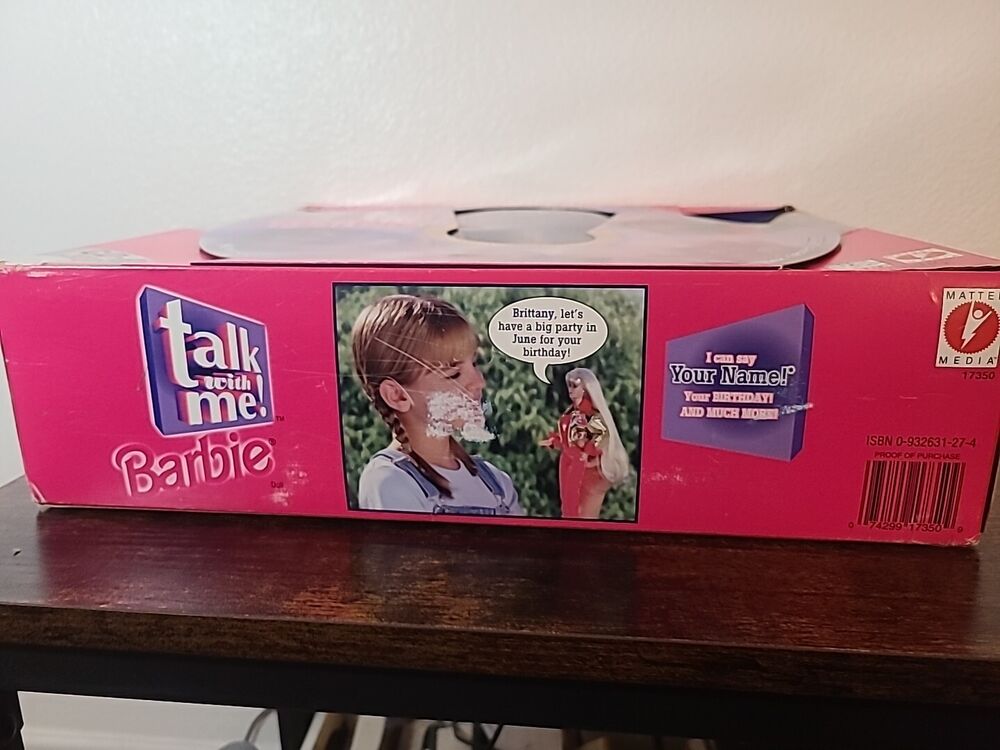 talk
with
me!™
Barbie®
Doll
Brittany, let's
have a big party in
June for your
birthday!
I can say
Your Name!*
Your BIRTHDAY!
AND MUCH MORE!
MATTEL
MEDIA
17350
ISBN 0-932631-27-4
PROOF OF PURCHASE
0 74299 17350 9